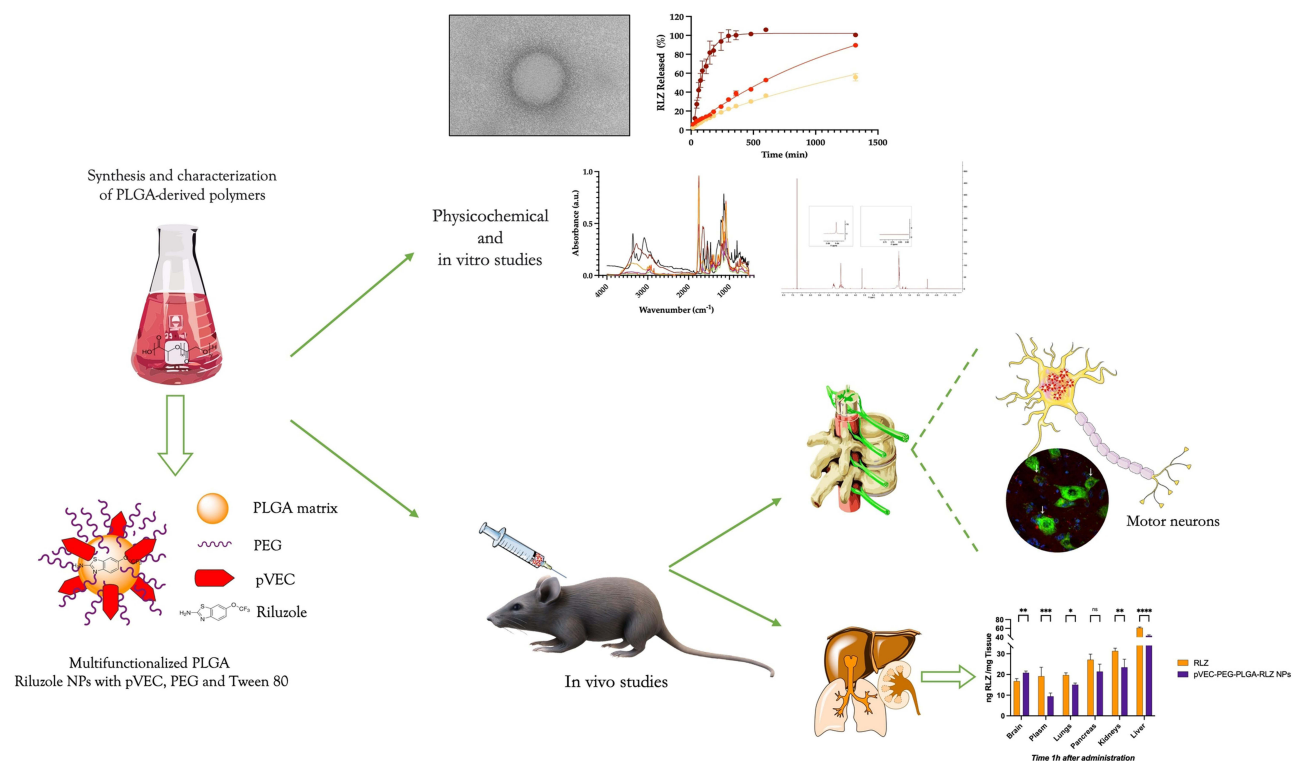 120
100
80
60
40
20
0
RLZ Released (%)
0
500
1000
1500
Time (min)
Synthesis and characterization
of PLGA-derived polymers
Physicochemical
and
in vitro studies
1.0
0.5
0.0
Absorbance (a.u.)
4000
3000
2000
1000
Wavenumber (cm⁻¹)
HO
PLGA matrix
PEG
pVEC
Riluzole
H₂N
S
N
O
CF₃
Multifunctionalized PLGA
Riluzole NPs with pVEC, PEG and Tween 80
In vivo studies
Motor neurons
** *** * ns ** ****
80
60
40
30
20
10
0
ng RLZ /mg Tissue
RLZ
pVEC-PEG-PLGA-RLZ NPs
Brain
Plasm
Lungs
Pancreas
Kidneys
Liver
Time 1h after administration